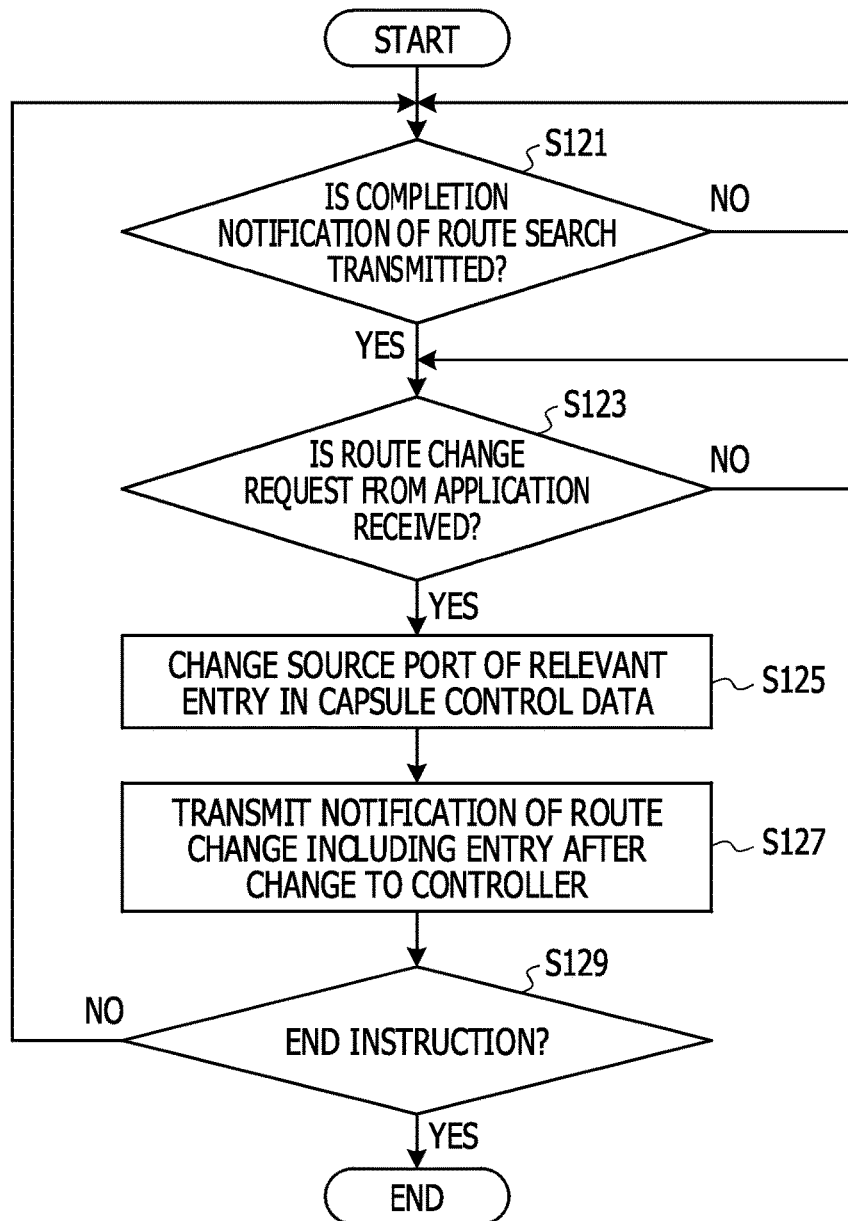 START
S121
IS COMPLETION
NOTIFICATION OF ROUTE SEARCH
TRANSMITTED?
NO
YES
S123
IS ROUTE CHANGE
REQUEST FROM APPLICATION
RECEIVED?
NO
YES
CHANGE SOURCE PORT OF RELEVANT
ENTRY IN CAPSULE CONTROL DATA
S125
TRANSMIT NOTIFICATION OF ROUTE
CHANGE INCLUDING ENTRY AFTER
CHANGE TO CONTROLLER
S127
S129
NO
END INSTRUCTION?
YES
END